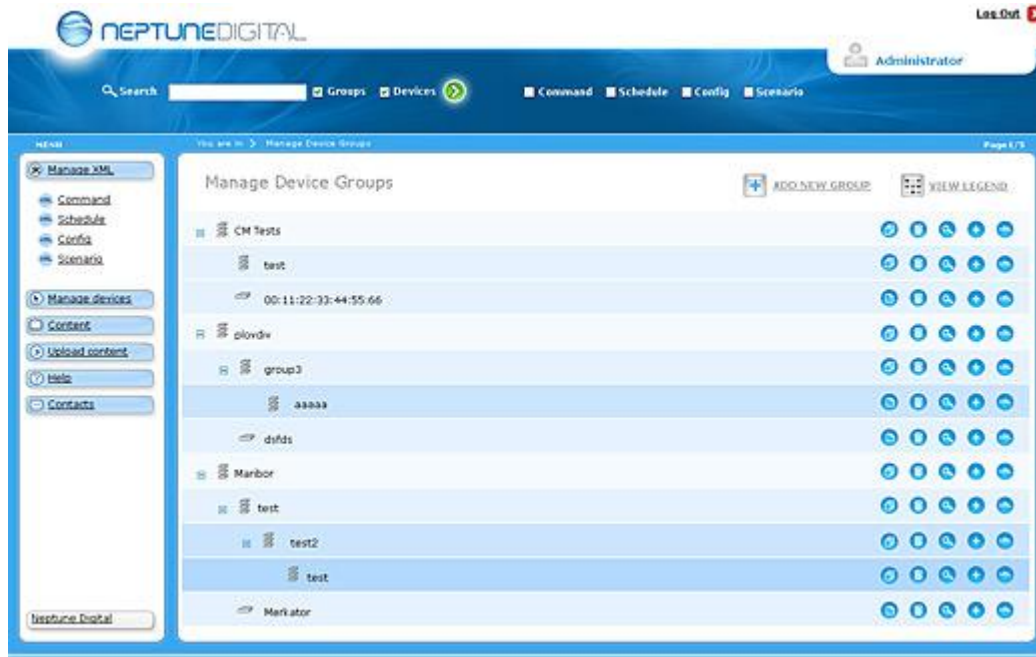 NEPTUNEDIGITAL
Log Out
Administrator
Search Groups Devices Command Schedule Config Scenario
MENU
You are in > Manage Device Groups
Page 1/5
Manage XML
Command
Schedule
Config
Scenario
Manage devices
Content
Upload content
Help
Contacts
Neptune Digital
Manage Device Groups
ADD NEW GROUP
VIEW LEGEND
CM Tests
test
00:11:22:33:44:55:66
plovdiv
group3
aaaaa
dsfds
Maribor
test
test2
test
Merkator